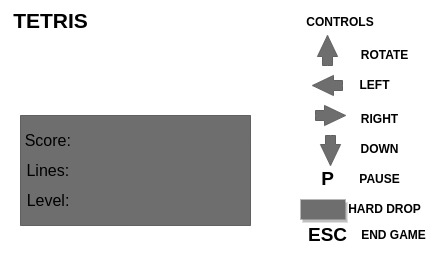 TETRIS
Score:
Lines:
Level:
CONTROLS
ROTATE
LEFT
RIGHT
DOWN
P PAUSE
HARD DROP
ESC END GAME